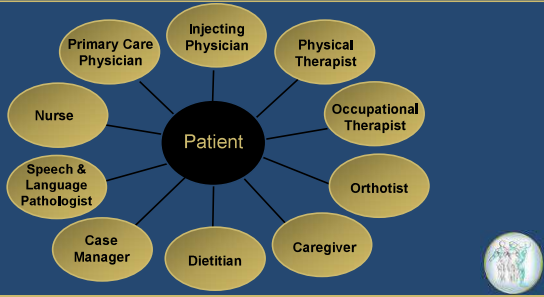 Injecting
Physician
Primary Care
Physician
Physical
Therapist
Nurse
Occupational
Therapist
Patient
Speech &
Language
Pathologist
Orthotist
Case
Manager
Dietitian
Caregiver